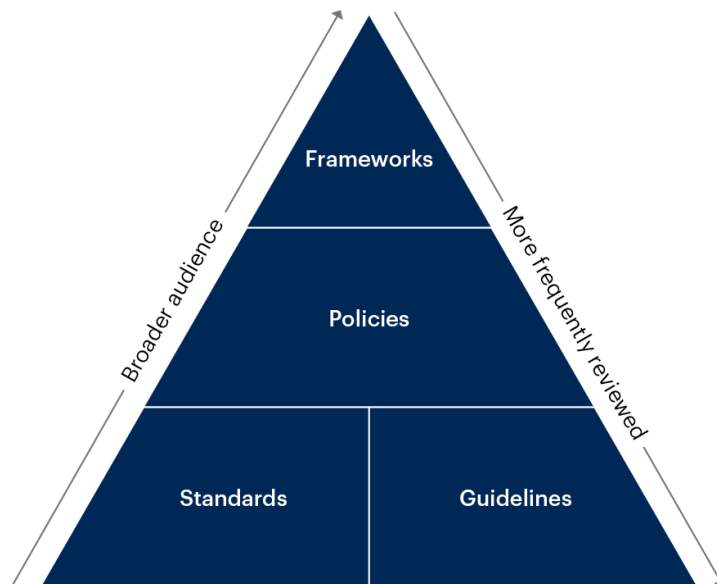 Frameworks
Broader audience
More frequently reviewed
Policies
Standards
Guidelines